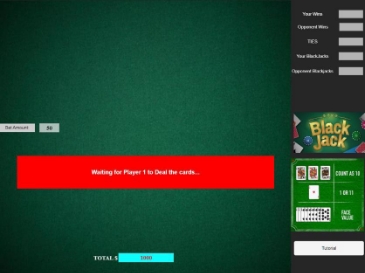 Your Wins
Opponent Wins
TIES
Your BlackJacks
Opponent Blackjacks
Bet Amount
50
Black
Jack
Waiting for Player 1 to Deal the cards...
COUNT AS 10
1 OR 11
FACE
VALUE
Tutorial
TOTAL $